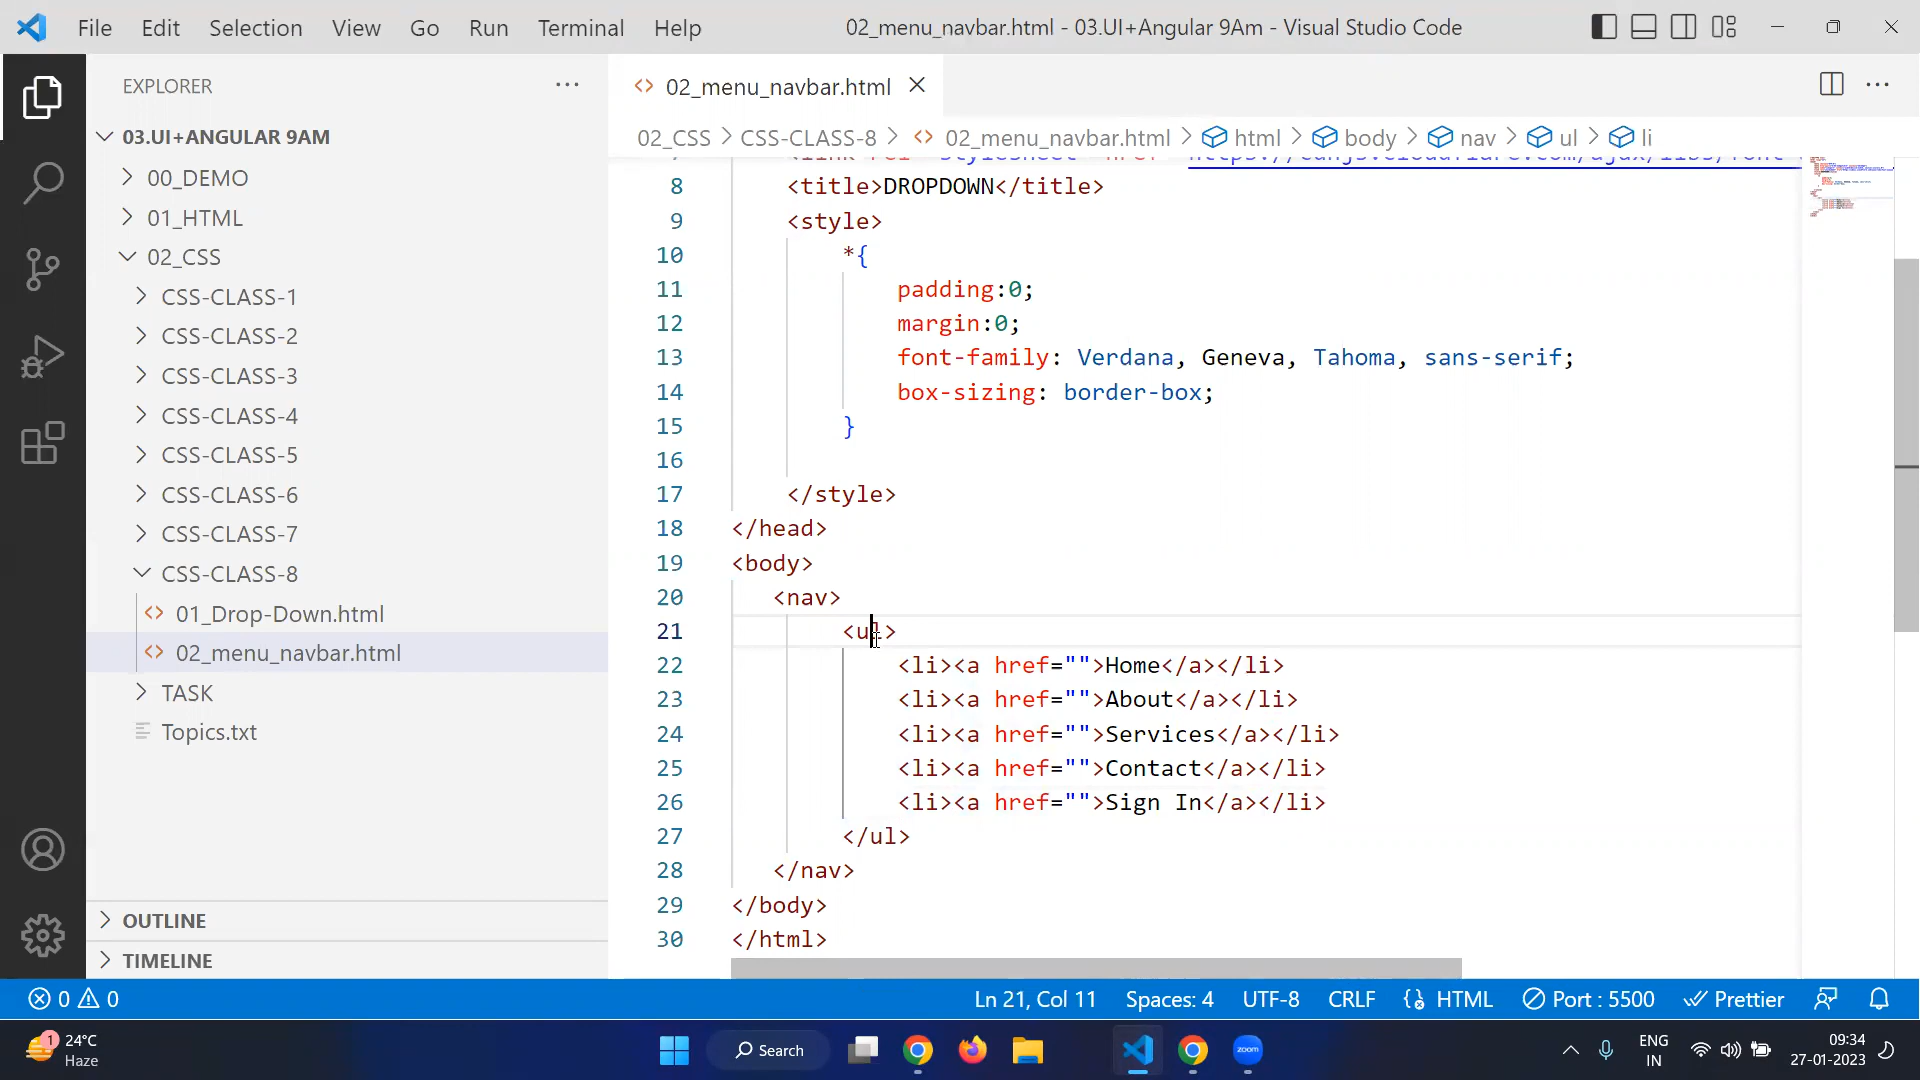 File Edit Selection View Go Run Terminal Help
02_menu_navbar.html - 03.UI+Angular 9Am - Visual Studio Code
EXPLORER
03.UI+ANGULAR 9AM
00_DEMO
01_HTML
02_CSS
CSS-CLASS-1
CSS-CLASS-2
CSS-CLASS-3
CSS-CLASS-4
CSS-CLASS-5
CSS-CLASS-6
CSS-CLASS-7
CSS-CLASS-8
01_Drop-Down.html
02_menu_navbar.html
TASK
Topics.txt
OUTLINE
TIMELINE
02_menu_navbar.html
02_CSS > CSS-CLASS-8 > 02_menu_navbar.html > html > body > nav > ul > li
8 <title>DROPDOWN</title>
9 <style>
10 *{
11 padding:0;
12 margin:0;
13 font-family: Verdana, Geneva, Tahoma, sans-serif;
14 box-sizing: border-box;
15 }
16
17 </style>
18 </head>
19 <body>
20 <nav>
21 <ul>
22 <li><a href="">Home</a></li>
23 <li><a href="">About</a></li>
24 <li><a href="">Services</a></li>
25 <li><a href="">Contact</a></li>
26 <li><a href="">Sign In</a></li>
27 </ul>
28 </nav>
29 </body>
30 </html>
0 0 Ln 21, Col 11 Spaces: 4 UTF-8 CRLF HTML Port : 5500 Prettier
1 24°C
Haze
Search
zoom
ENG
IN
09:34
27-01-2023